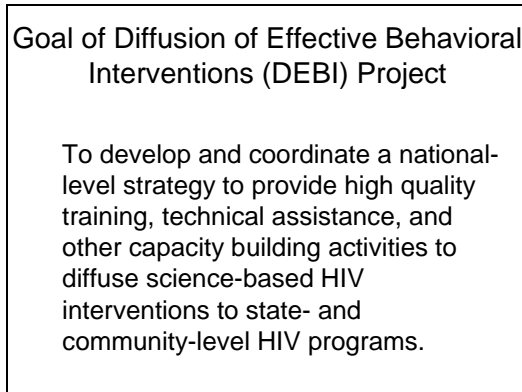 Goal of Diffusion of Effective Behavioral
Interventions (DEBI) Project
To develop and coordinate a national-
level strategy to provide high quality
training, technical assistance, and
other capacity building activities to
diffuse science-based HIV
interventions to state- and
community-level HIV programs.